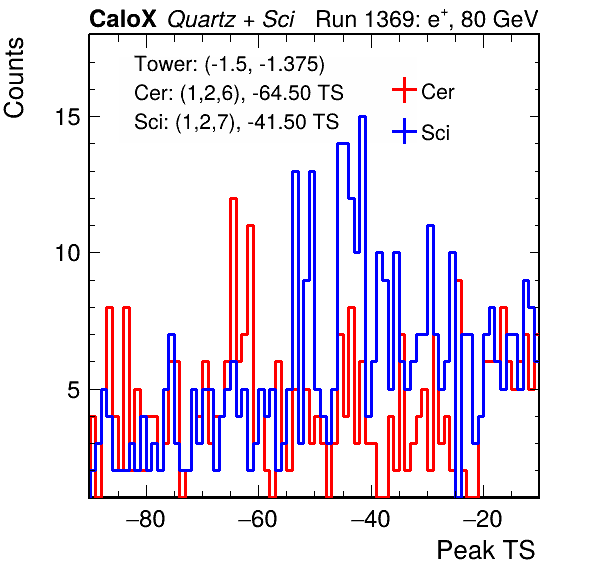 CaloX Quartz + Sci Run 1369: e+, 80 GeV
Counts
Tower: (-1.5, -1.375)
Cer: (1,2,6), -64.50 TS
Sci: (1,2,7), -41.50 TS
Cer
Sci
15
10
5
−80 −60 −40 −20
Peak TS